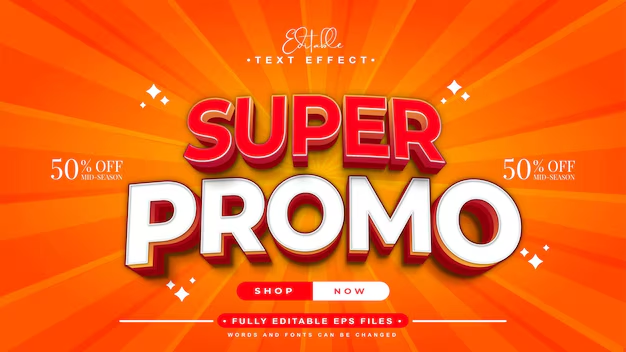 Editable
• TEXT EFFECT •
SUPER
PROMO
50% OFF
MID-SEASON
50% OFF
MID-SEASON
SHOP NOW
• FULLY EDITABLE EPS FILES •
WORDS AND FONTS CAN BE CHANGED